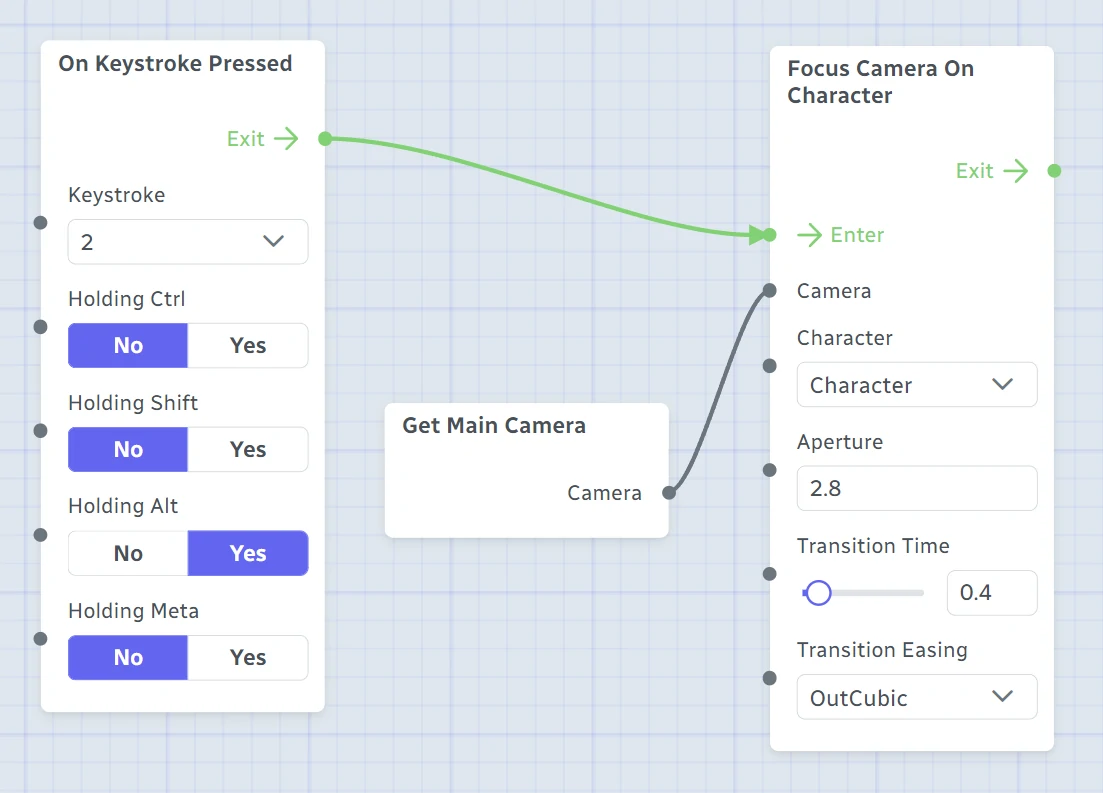 On Keystroke Pressed
Exit
Keystroke
2
Holding Ctrl
No Yes
Holding Shift
No Yes
Holding Alt
No Yes
Holding Meta
No Yes
Get Main Camera
Camera
Focus Camera On
Character
Exit
Enter
Camera
Character
Character
Aperture
2.8
Transition Time
0.4
Transition Easing
OutCubic